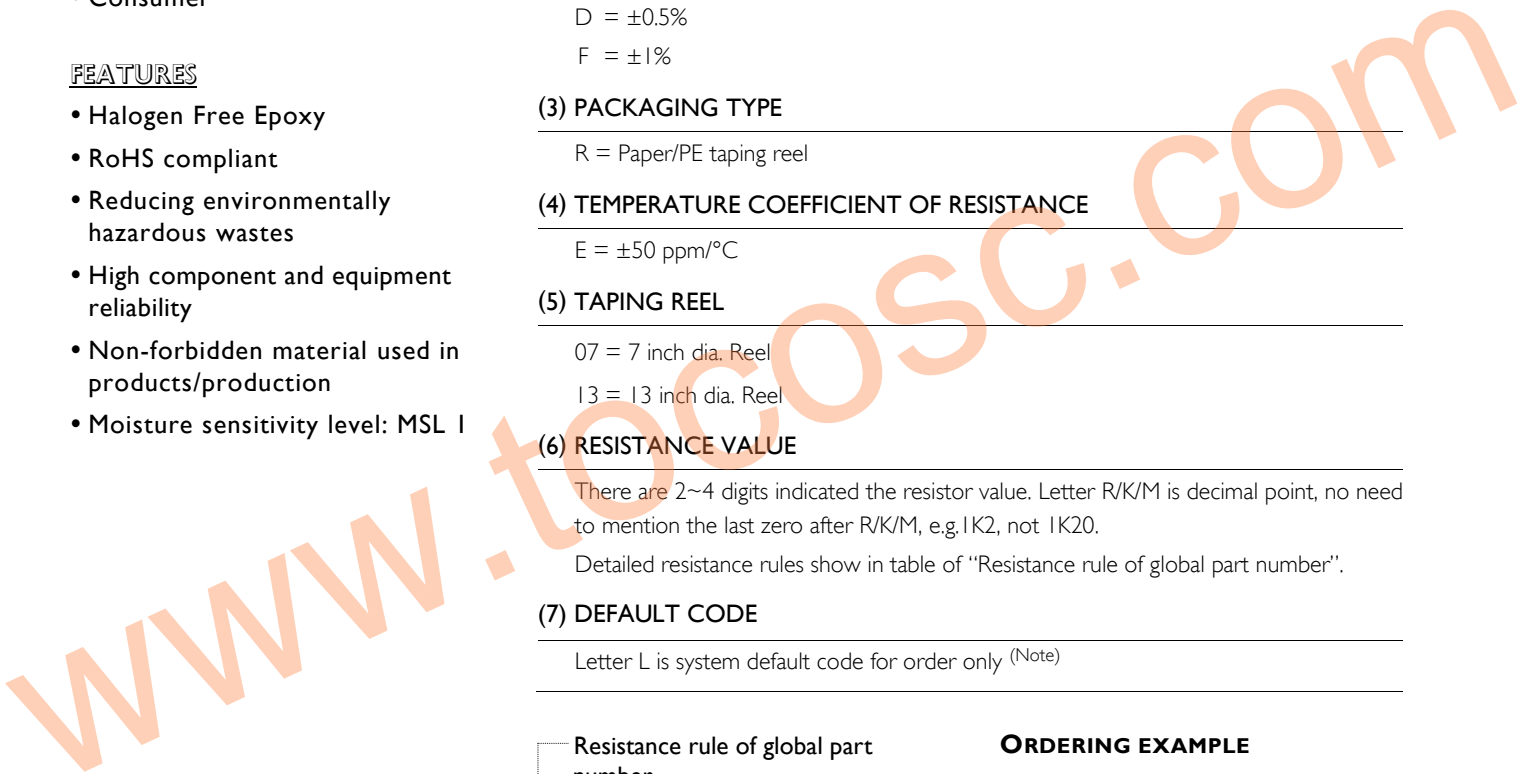 • Consumer
FEATURES
• Halogen Free Epoxy
• RoHS compliant
• Reducing environmentally
hazardous wastes
• High component and equipment
reliability
• Non-forbidden material used in
products/production
• Moisture sensitivity level: MSL 1
D = ±0.5%
F = ±1%
(3) PACKAGING TYPE
R = Paper/PE taping reel
(4) TEMPERATURE COEFFICIENT OF RESISTANCE
E = ±50 ppm/°C
(5) TAPING REEL
07 = 7 inch dia. Reel
13 = 13 inch dia. Reel
(6) RESISTANCE VALUE
There are 2~4 digits indicated the resistor value. Letter R/K/M is decimal point, no need
to mention the last zero after R/K/M, e.g.1K2, not 1K20.
Detailed resistance rules show in table of “Resistance rule of global part number”.
(7) DEFAULT CODE
Letter L is system default code for order only (Note)
Resistance rule of global part
number
ORDERING EXAMPLE
www.tocosc.com